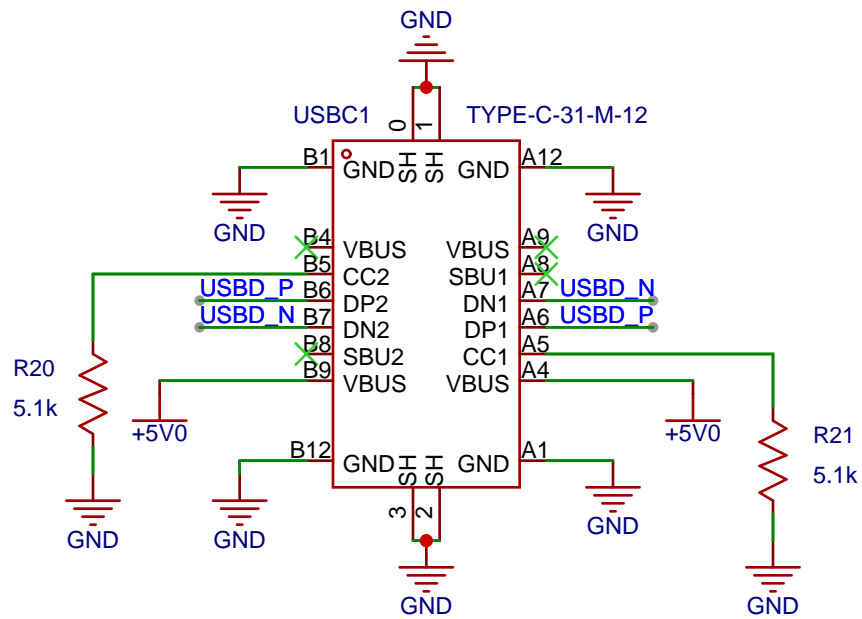 GND
USBC1 TYPE-C-31-M-12
0 1
B1 GND SH SH GND A12
GND GND
B4 VBUS VBUS A9
B5 CC2 SBU1 A8
USBD_P B6 DP2 DN1 A7 USBD_N
USBD_N B7 DN2 DP1 A6 USBD_P
B8 SBU2 CC1 A5
R20
B9 VBUS VBUS A4
5.1k
+5V0 +5V0
R21
B12 GND SH SH GND A1
5.1k
3 2
GND GND GND
GND
GND GND